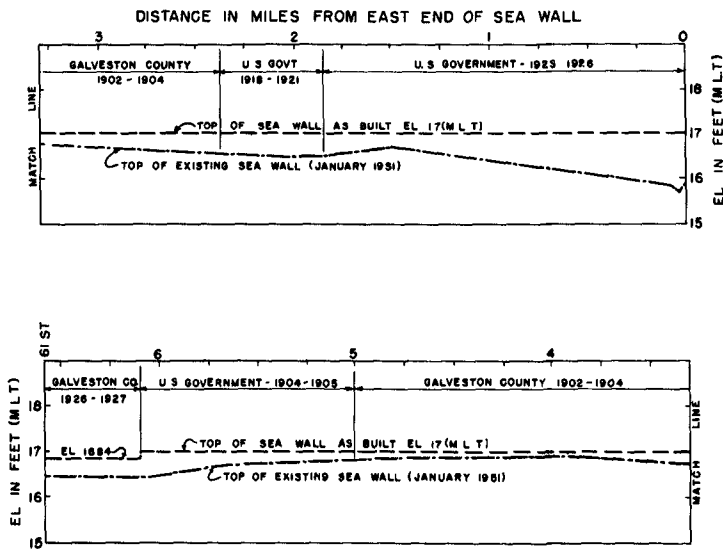 DISTANCE IN MILES FROM EAST END OF SEA WALL
3 2 1 0
GALVESTON COUNTY U S GOVT U.S GOVERNMENT - 1923 1926
1902 - 1904 1918 - 1921
MATCH LINE
TOP OF SEA WALL AS BUILT EL 17(M L T)
TOP OF EXISTING SEA WALL (JANUARY 1951)
18
17
16
15
EL IN FEET (M L T)
61 ST 6 5 4
GALVESTON CO U S GOVERNMENT - 1904-1905 GALVESTON COUNTY 1902-1904
1926 - 1927
18
17
16
15
EL IN FEET (M L T)
EL 16 84
TOP OF SEA WALL AS BUILT EL 17(M L T)
TOP OF EXISTING SEA WALL (JANUARY 1951)
MATCH LINE